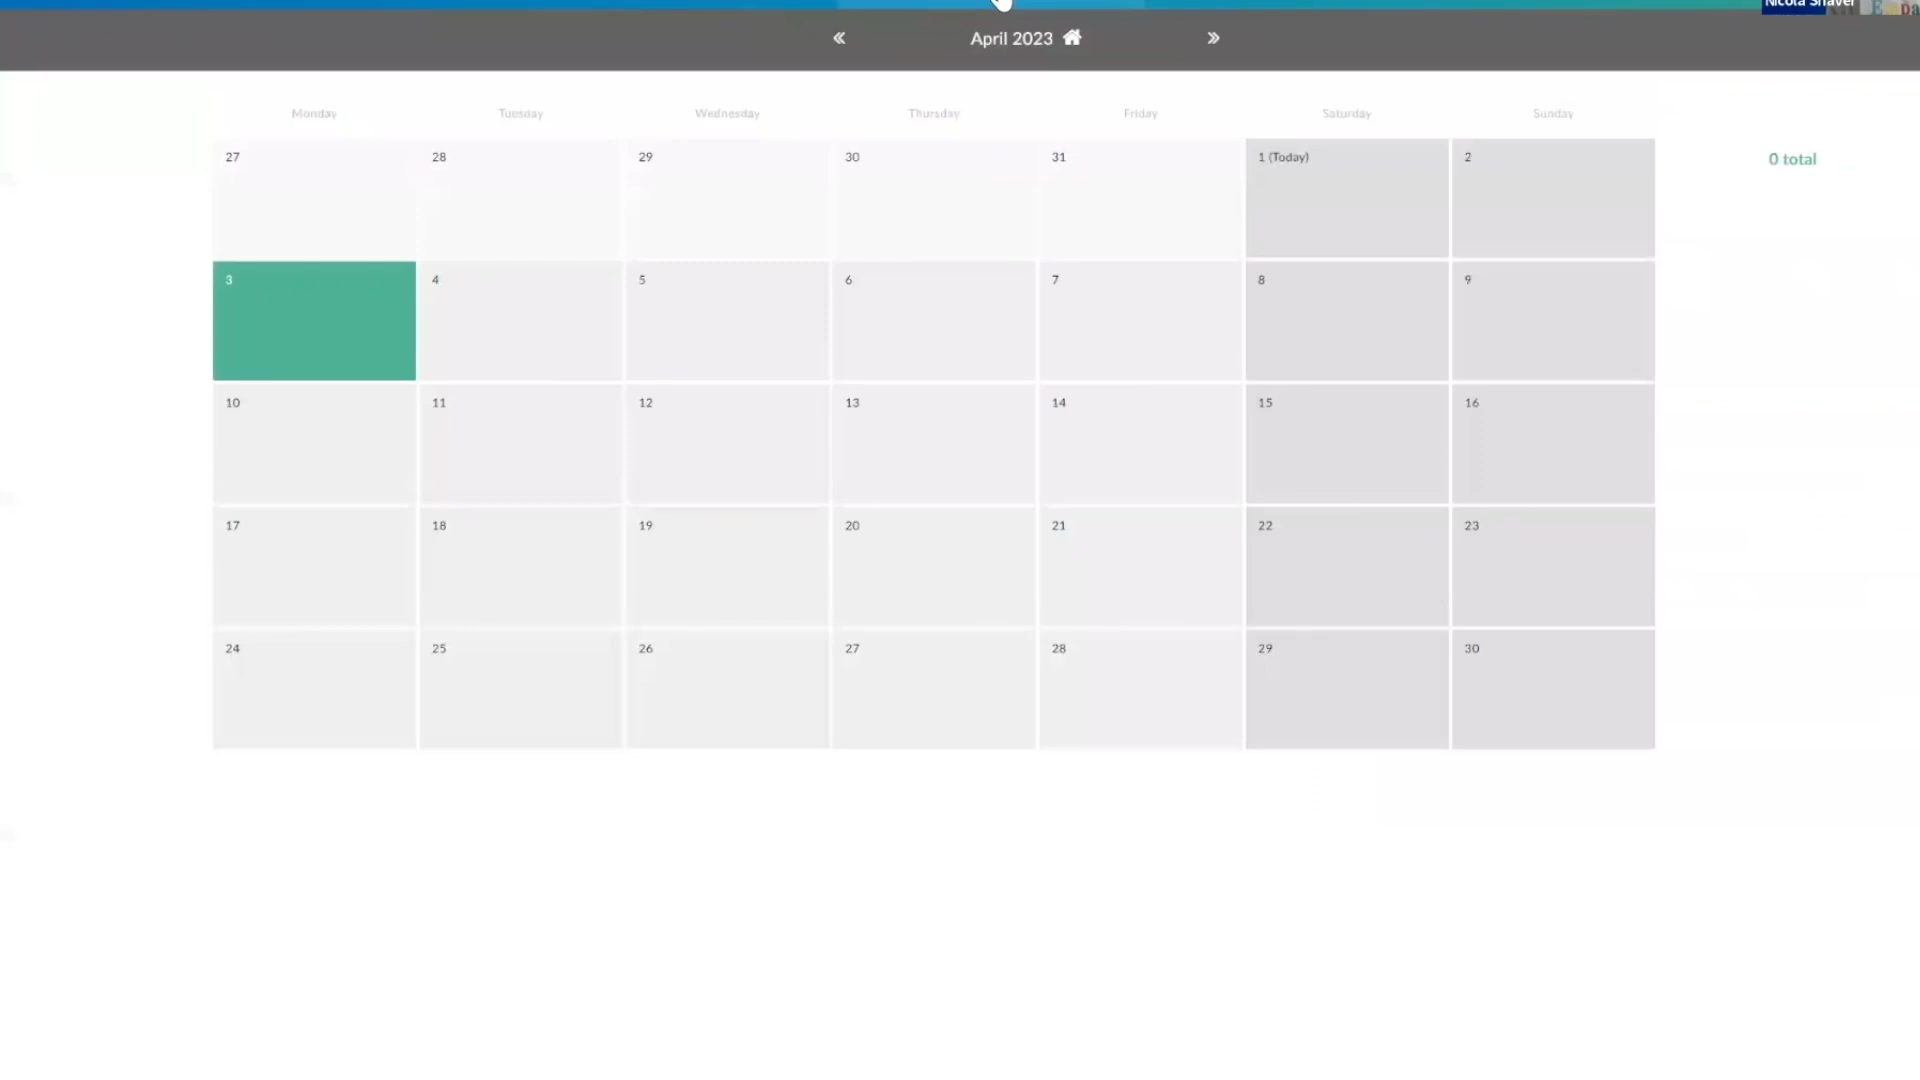 Nicola Shaver
April 2023
Monday Tuesday Wednesday Thursday Friday Saturday Sunday
27 28 29 30 31 1 (Today) 2
0 total
3 4 5 6 7 8 9
10 11 12 13 14 15 16
17 18 19 20 21 22 23
24 25 26 27 28 29 30